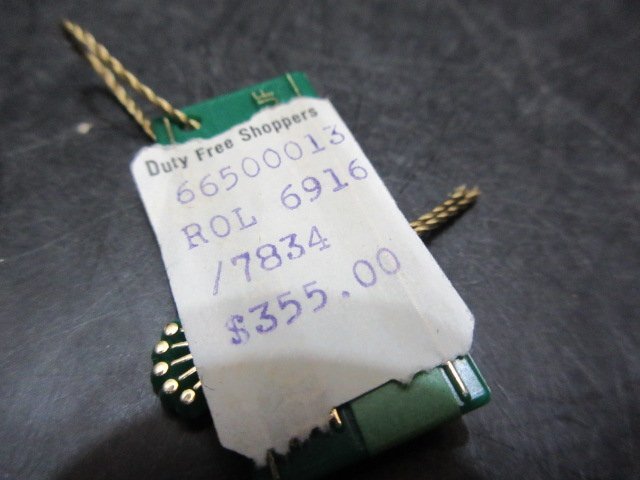 Duty Free Shoppers
66500013
ROL 6916
/7834
$355.00